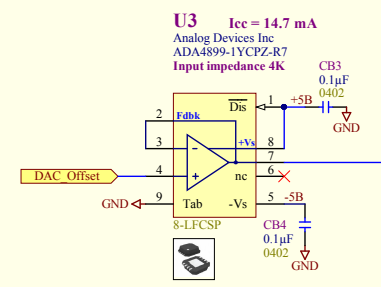 U3 Icc = 14.7 mA
Analog Devices Inc
ADA4899-1YCPZ-R7
Input impedance 4K
CB3
0.1µF
0402
Dis 1 +5B
GND
2 Fdbk
3 +Vs 8
7
DAC_Offset 4 nc 6
GND 9 Tab -Vs 5 -5B
8-LFCSP
CB4
0.1µF
0402
GND